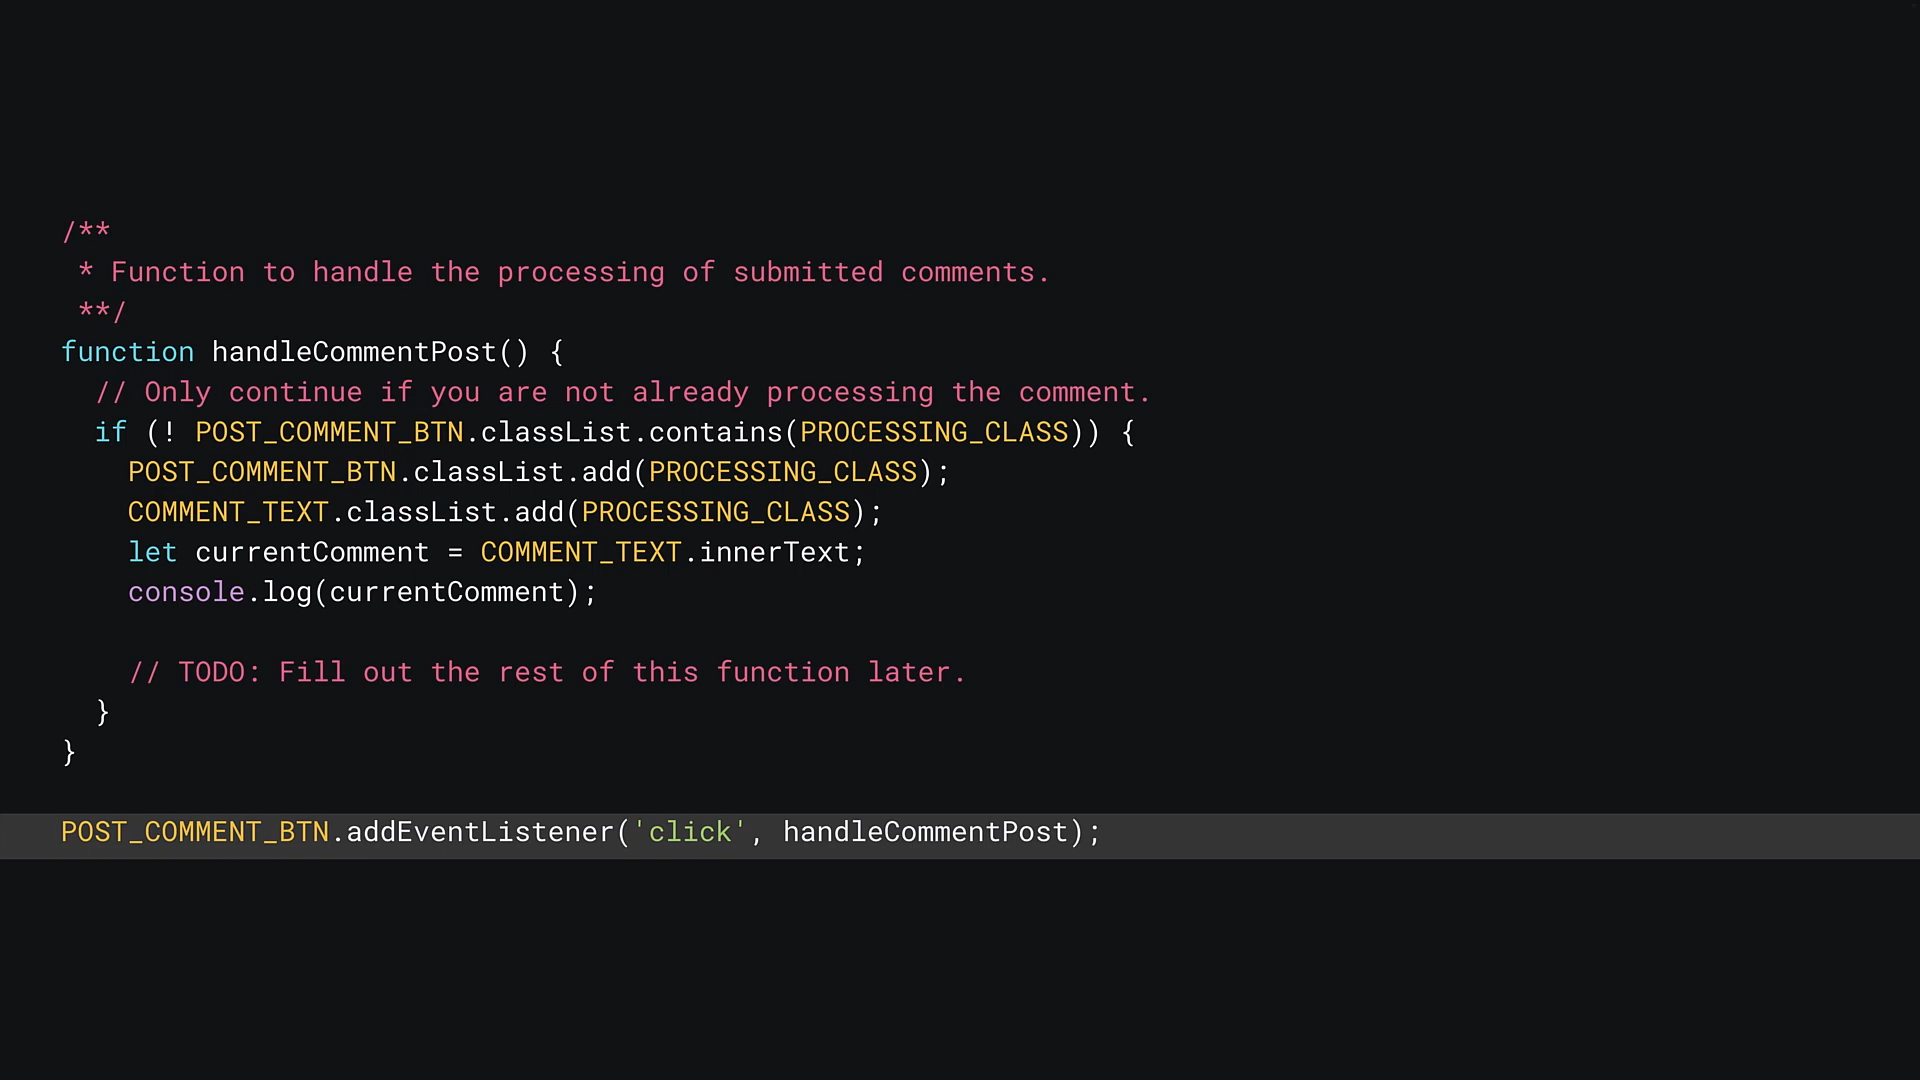 /**
 * Function to handle the processing of submitted comments.
 **/
function handleCommentPost() {
  // Only continue if you are not already processing the comment.
  if (! POST_COMMENT_BTN.classList.contains(PROCESSING_CLASS)) {
    POST_COMMENT_BTN.classList.add(PROCESSING_CLASS);
    COMMENT_TEXT.classList.add(PROCESSING_CLASS);
    let currentComment = COMMENT_TEXT.innerText;
    console.log(currentComment);

    // TODO: Fill out the rest of this function later.
  }
}

POST_COMMENT_BTN.addEventListener('click', handleCommentPost);